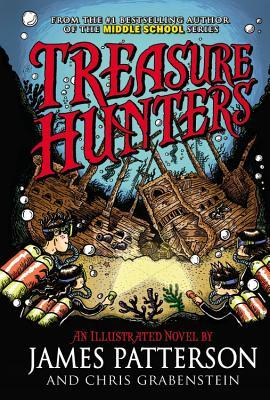 FROM THE #1 BESTSELLING AUTHOR
OF THE MIDDLE SCHOOL SERIES
TREASURE
HUNTERS
AN ILLUSTRATED NOVEL BY
JAMES PATTERSON
AND CHRIS GRABENSTEIN